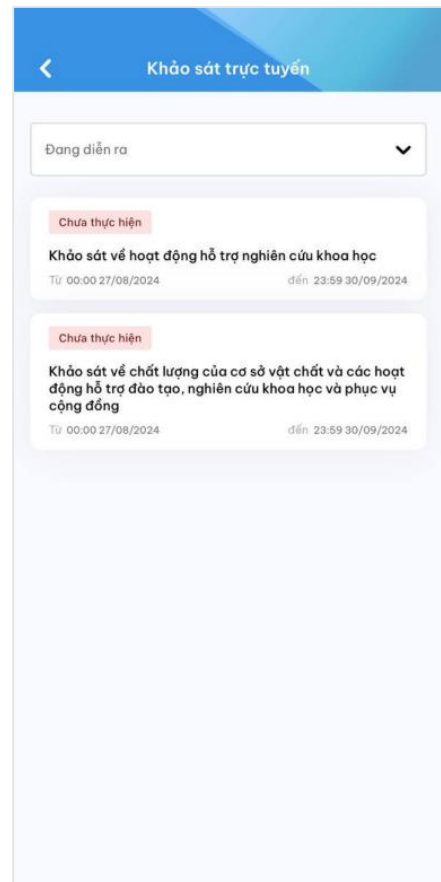 Khảo sát trực tuyến
Đang diễn ra
Chưa thực hiện
Khảo sát về hoạt động hỗ trợ nghiên cứu khoa học
Từ 00:00 27/08/2024 đến 23:59 30/09/2024
Chưa thực hiện
Khảo sát về chất lượng của cơ sở vật chất và các hoạt
động hỗ trợ đào tạo, nghiên cứu khoa học và phục vụ
cộng đồng
Từ 00:00 27/08/2024 đến 23:59 30/09/2024